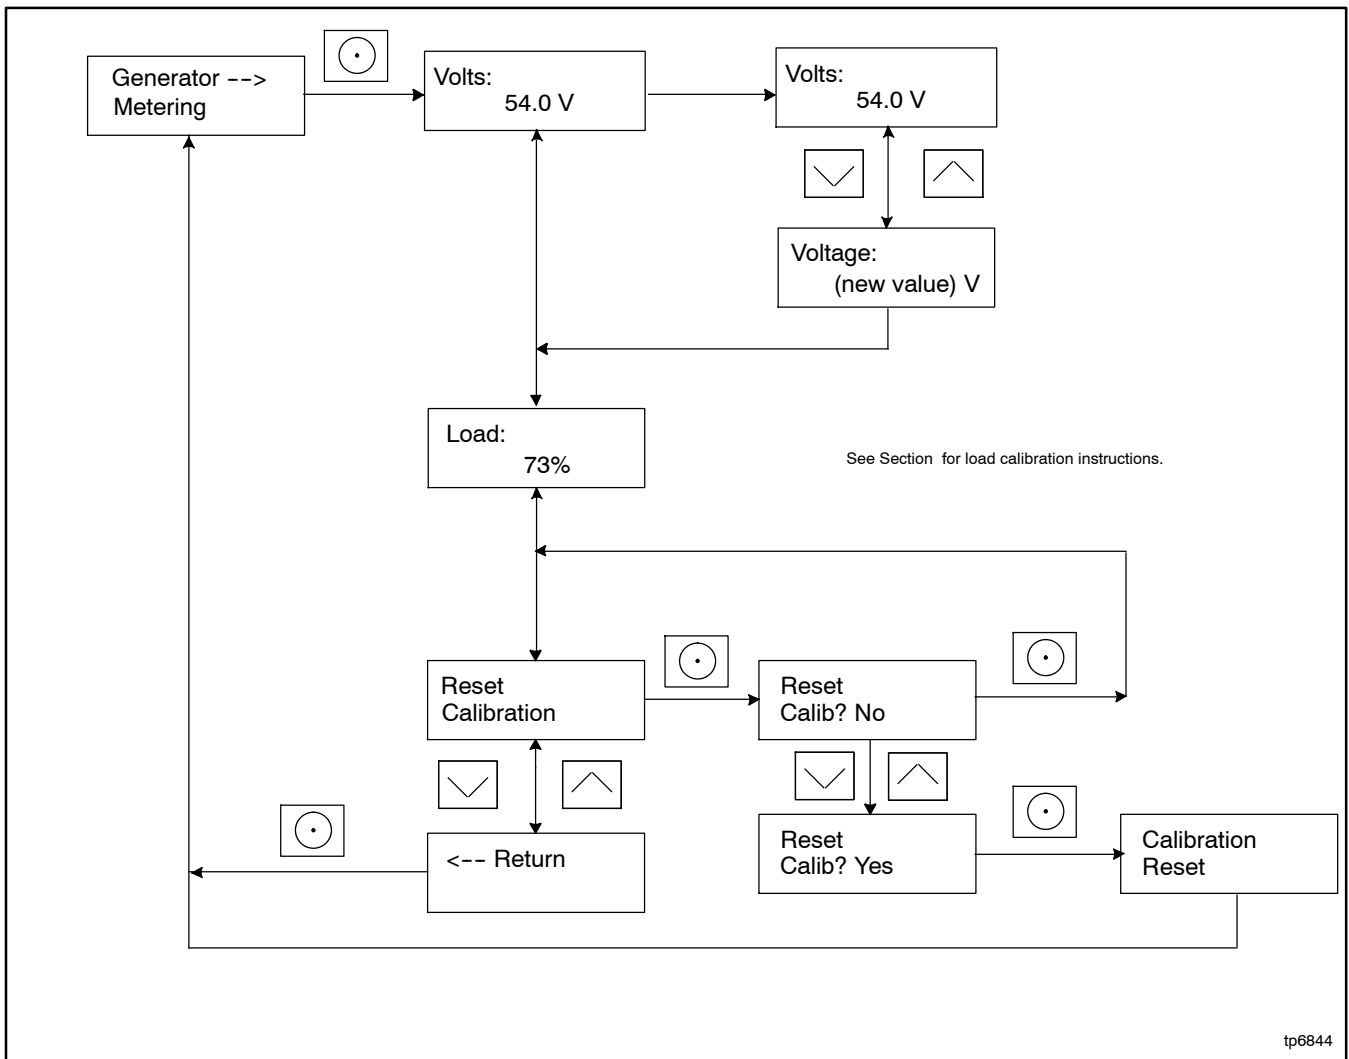 Generator -->
Metering
Volts:
54.0 V
Volts:
54.0 V
Voltage:
(new value) V
Load:
73%
See Section  for load calibration instructions.
Reset
Calibration
Reset
Calib? No
<-- Return
Reset
Calib? Yes
Calibration
Reset
tp6844